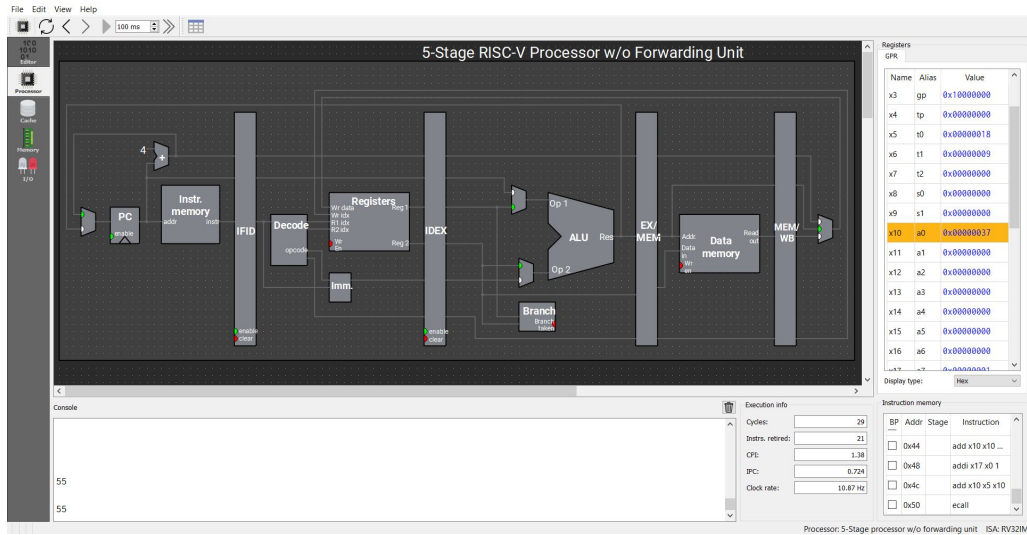 File Edit View Help
100 ms
1C0
1010
01
Editor
Processor
Cache
Memory
I/O
5-Stage RISC-V Processor w/o Forwarding Unit
4
+
PC
enable
Instr.
memory
addr
instr
IFID
enable
clear
Decode
opcode
Registers
Wr data
Wr idx
R1 idx
R2 idx
Wr
En
Reg 1
Reg 2
Imm.
IDEX
enable
clear
Op 1
ALU
Res
Op 2
Branch
Branch
taken
EX/
MEM
Addr.
Data
in
Wr
en
Data
memory
Read
out
MEM/
WB
Registers
GPR
Name Alias Value
x3 gp 0x10000000
x4 tp 0x00000000
x5 t0 0x00000018
x6 t1 0x00000009
x7 t2 0x00000000
x8 s0 0x00000000
x9 s1 0x00000000
x10 a0 0x00000037
x11 a1 0x00000000
x12 a2 0x00000000
x13 a3 0x00000000
x14 a4 0x00000000
x15 a5 0x00000000
x16 a6 0x00000000
x17 a7 0x00000001
Display type: Hex
Console
55
55
Execution info
Cycles: 29
Instrs. retired: 21
CPI: 1.38
IPC: 0.724
Clock rate: 10.87 Hz
Instruction memory
BP Addr Stage Instruction
0x44 add x10 x10 ...
0x48 addi x17 x0 1
0x4c add x10 x5 x10
0x50 ecall
Processor: 5-Stage processor w/o forwarding unit ISA: RV32IM